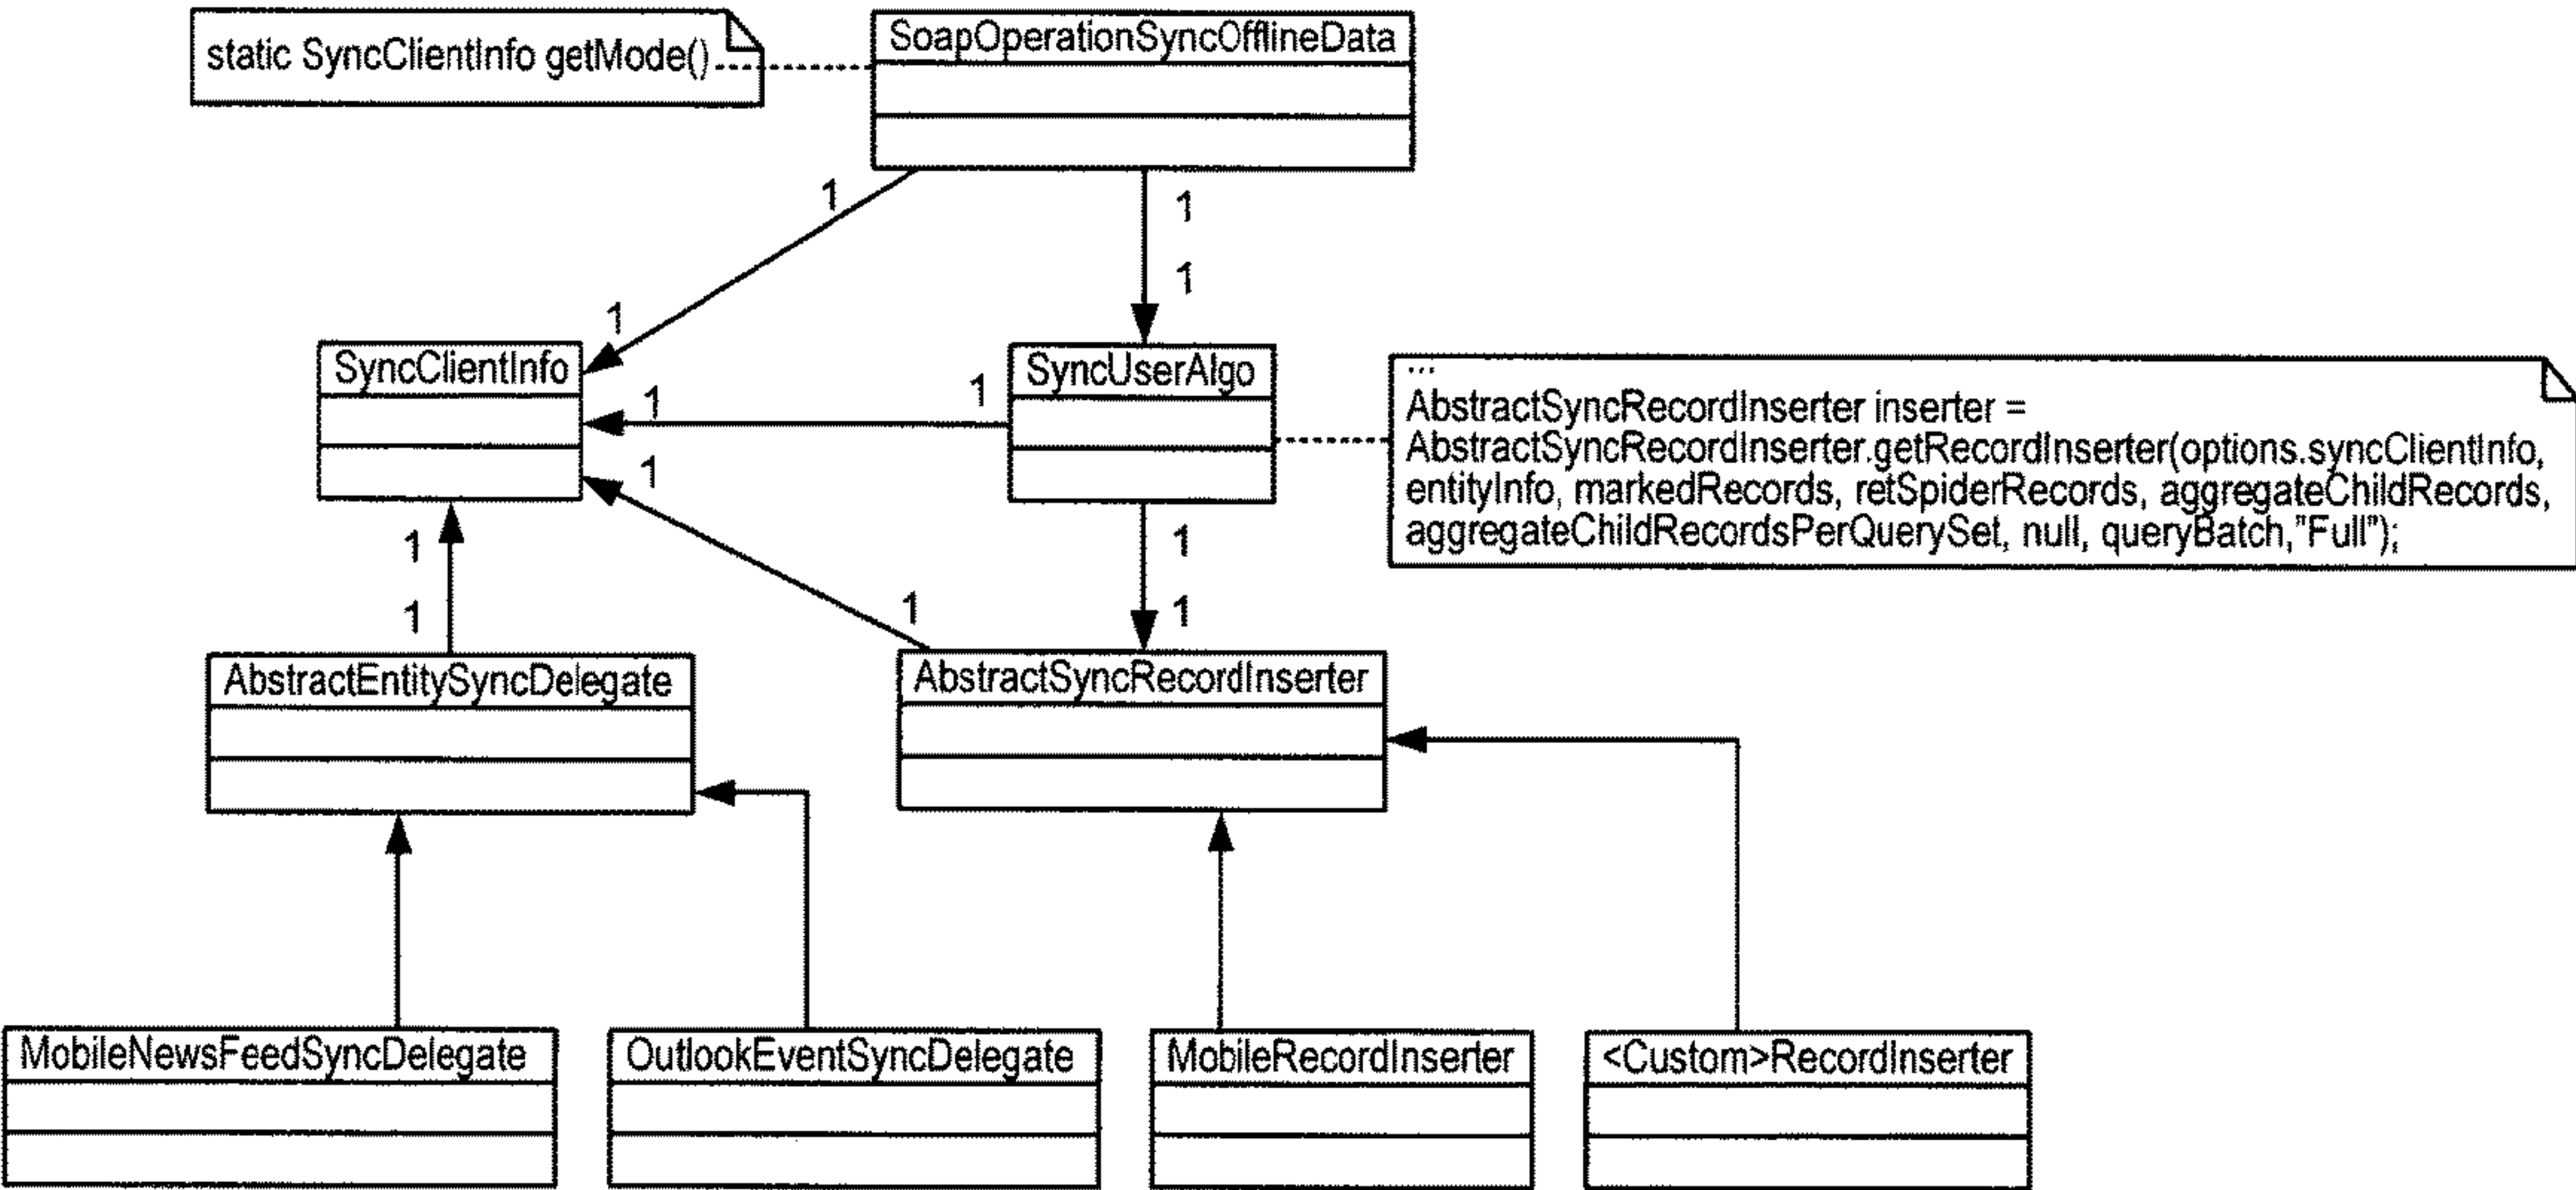 static SyncClientInfo getMode()
SoapOperationSyncOfflineData
1
1
1
1
SyncClientInfo
1
1
SyncUserAlgo
...
AbstractSyncRecordInserter inserter =
AbstractSyncRecordInserter.getRecordInserter(options.syncClientInfo,
entityInfo, markedRecords, retSpiderRecords, aggregateChildRecords,
aggregateChildRecordsPerQuerySet, null, queryBatch,"Full");
1
1
1
1
1
1
AbstractEntitySyncDelegate
AbstractSyncRecordInserter
MobileNewsFeedSyncDelegate
OutlookEventSyncDelegate
MobileRecordInserter
<Custom>RecordInserter